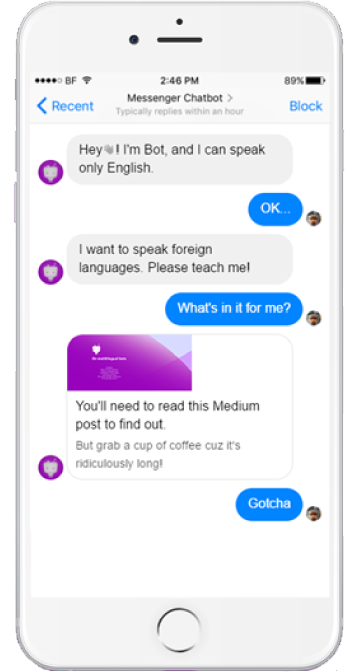 BF 2:46 PM 89%
Recent Messenger Chatbot > Block
Typically replies within an hour
Hey👋! I'm Bot, and I can speak
only English.
OK...
I want to speak foreign
languages. Please teach me!
What's in it for me?
You'll need to read this Medium
post to find out.
But grab a cup of coffee cuz it's
ridiculously long!
Gotcha